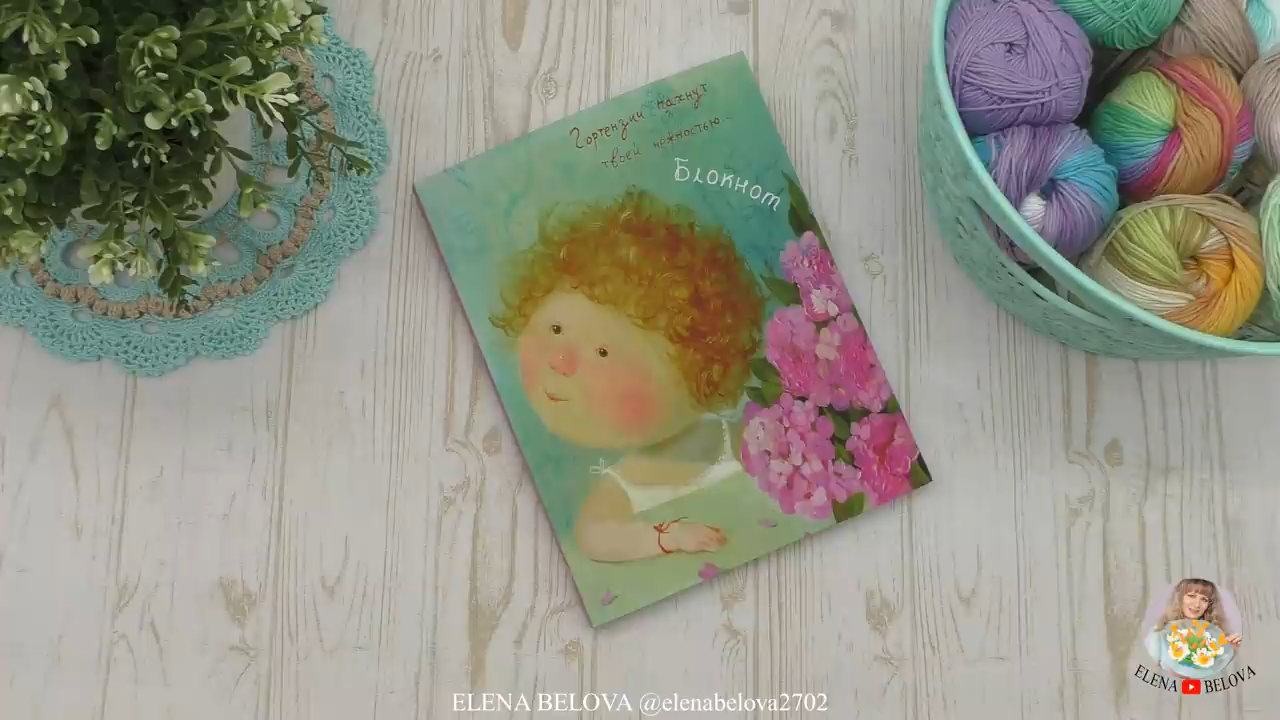 Гортензии пахнут
твоей нежностью...
Блокнот
ELENA BELOVA
ELENA BELOVA @elenabelova2702